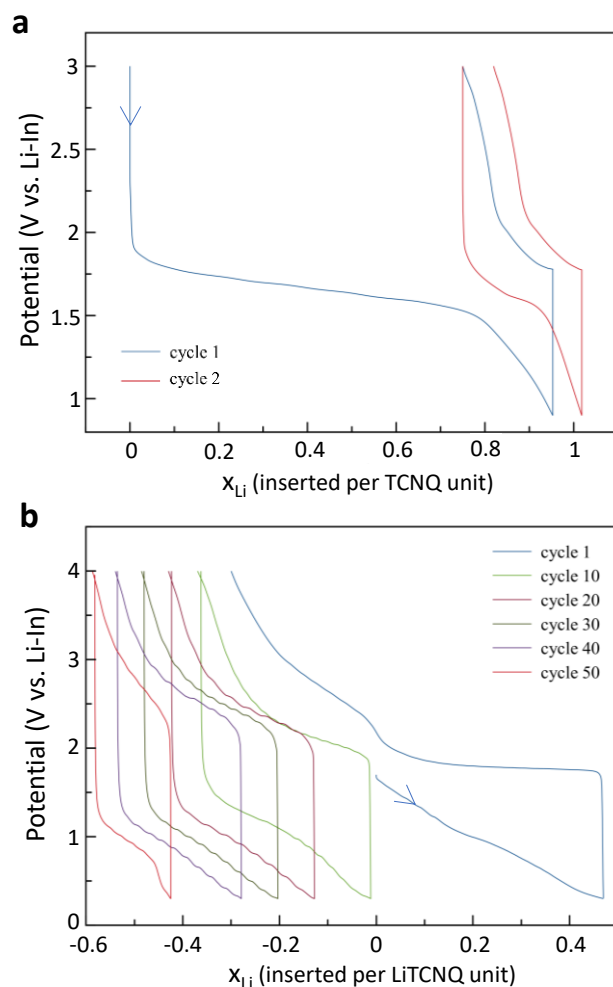 a
3
2.5
2
1.5
1
Potential (V vs. Li-In)
cycle 1
cycle 2
0
0.2
0.4
0.6
0.8
1
xLi (inserted per TCNQ unit)
b
4
3
2
1
0
Potential (V vs. Li-In)
cycle 1
cycle 10
cycle 20
cycle 30
cycle 40
cycle 50
-0.6
-0.4
-0.2
0
0.2
0.4
xLi (inserted per LiTCNQ unit)